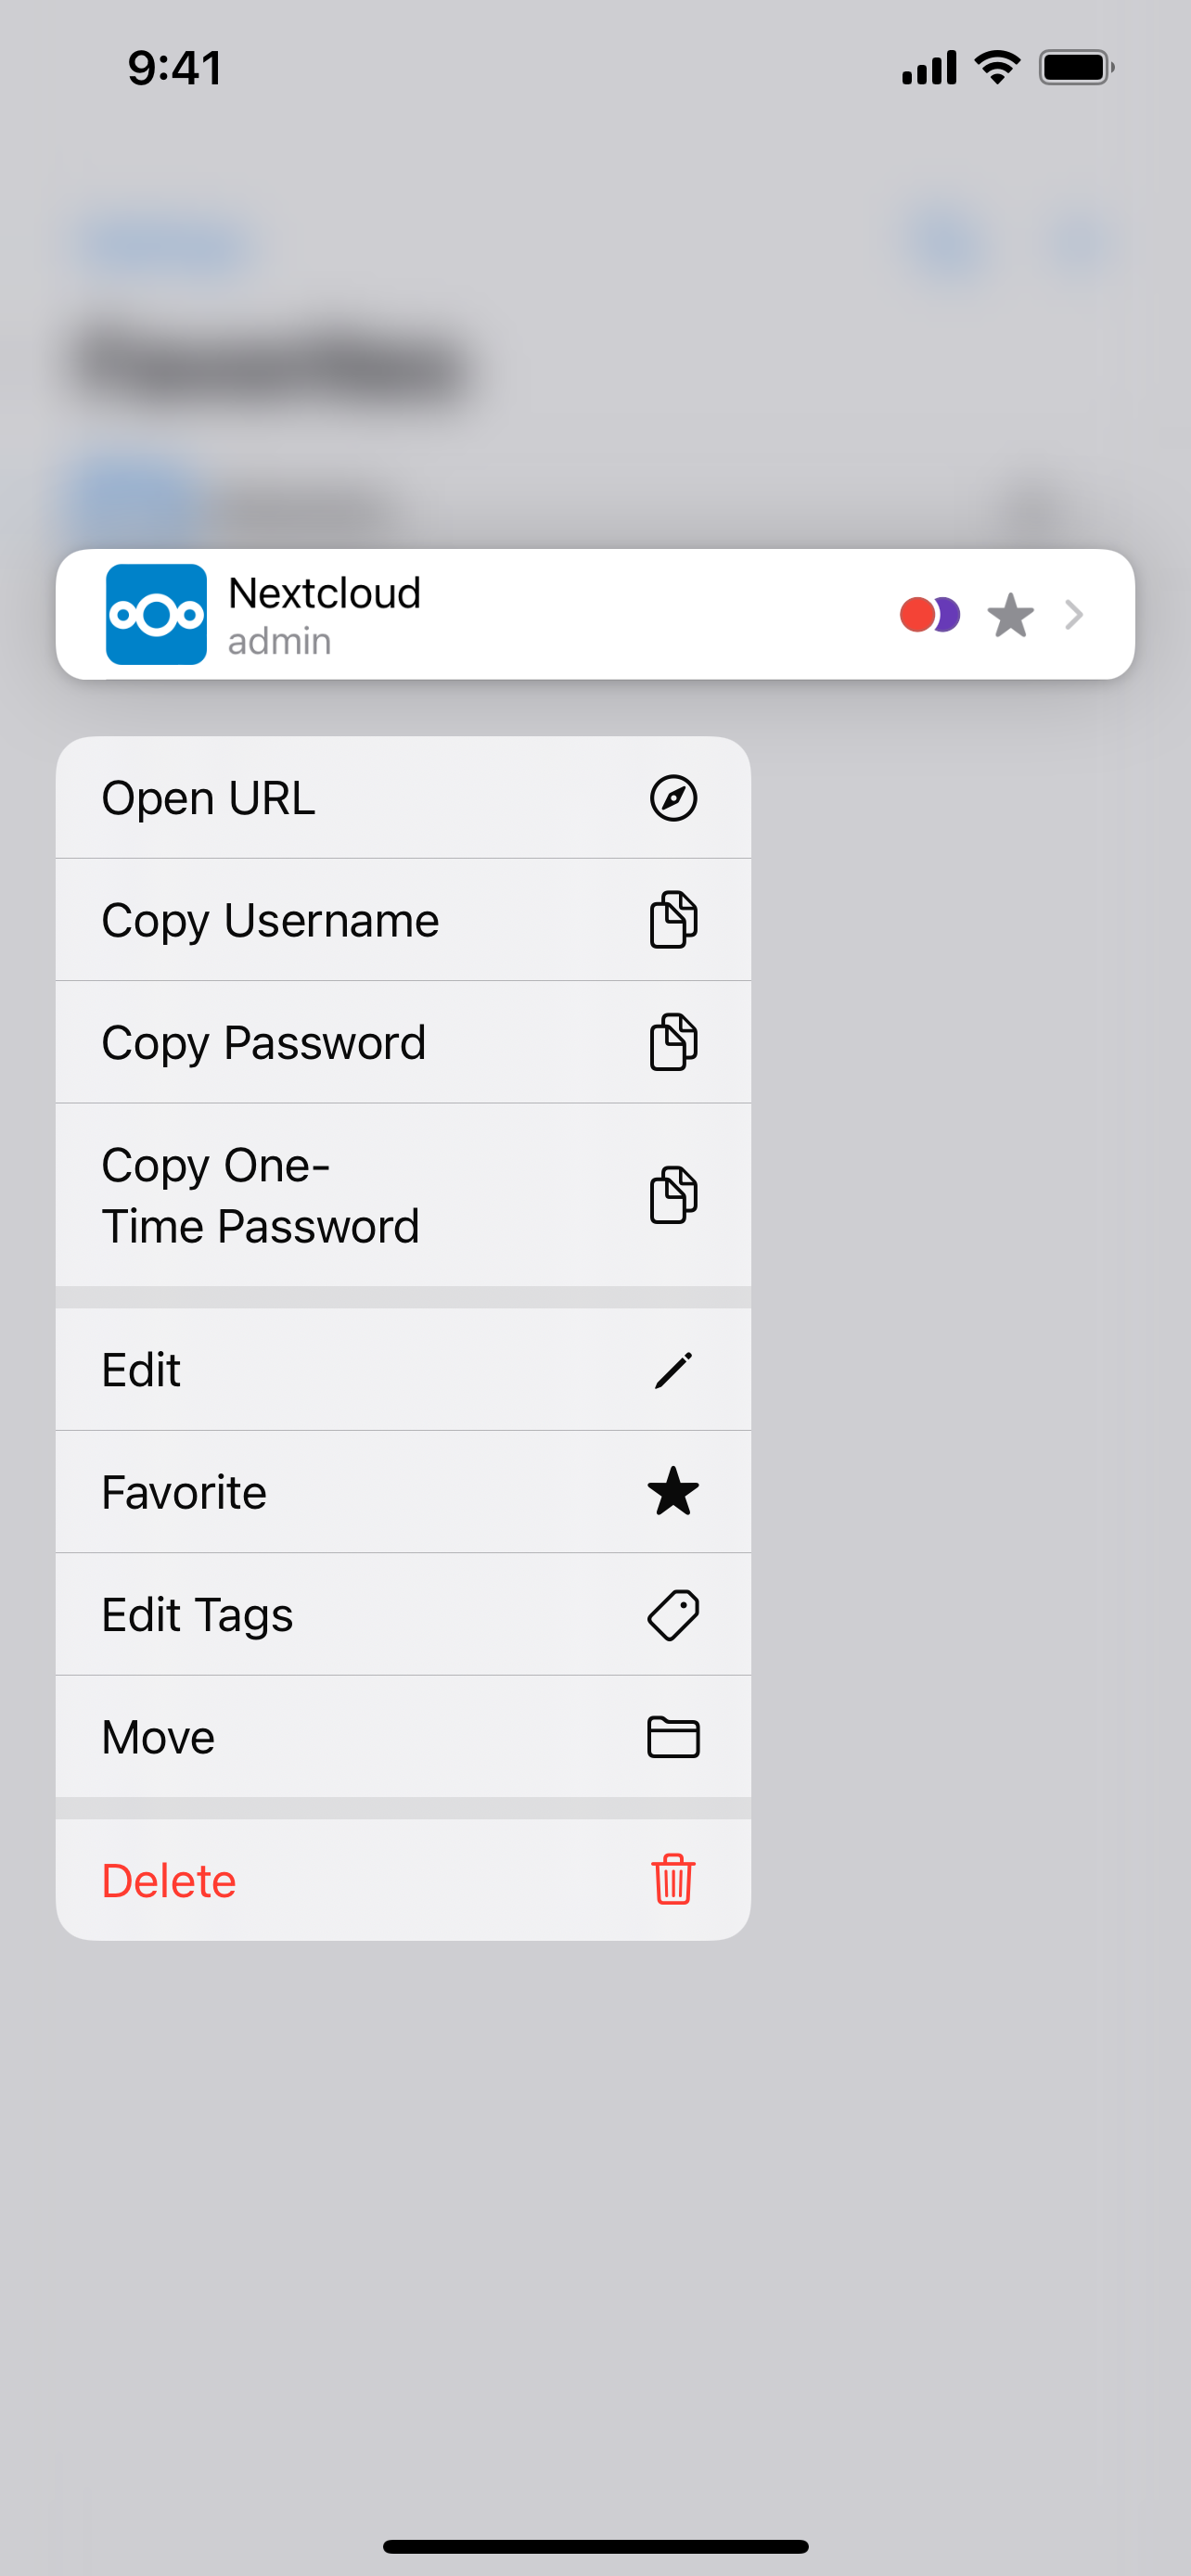 9:41
Nextcloud
admin
Open URL
Copy Username
Copy Password
Copy One-
Time Password
Edit
Favorite
Edit Tags
Move
Delete